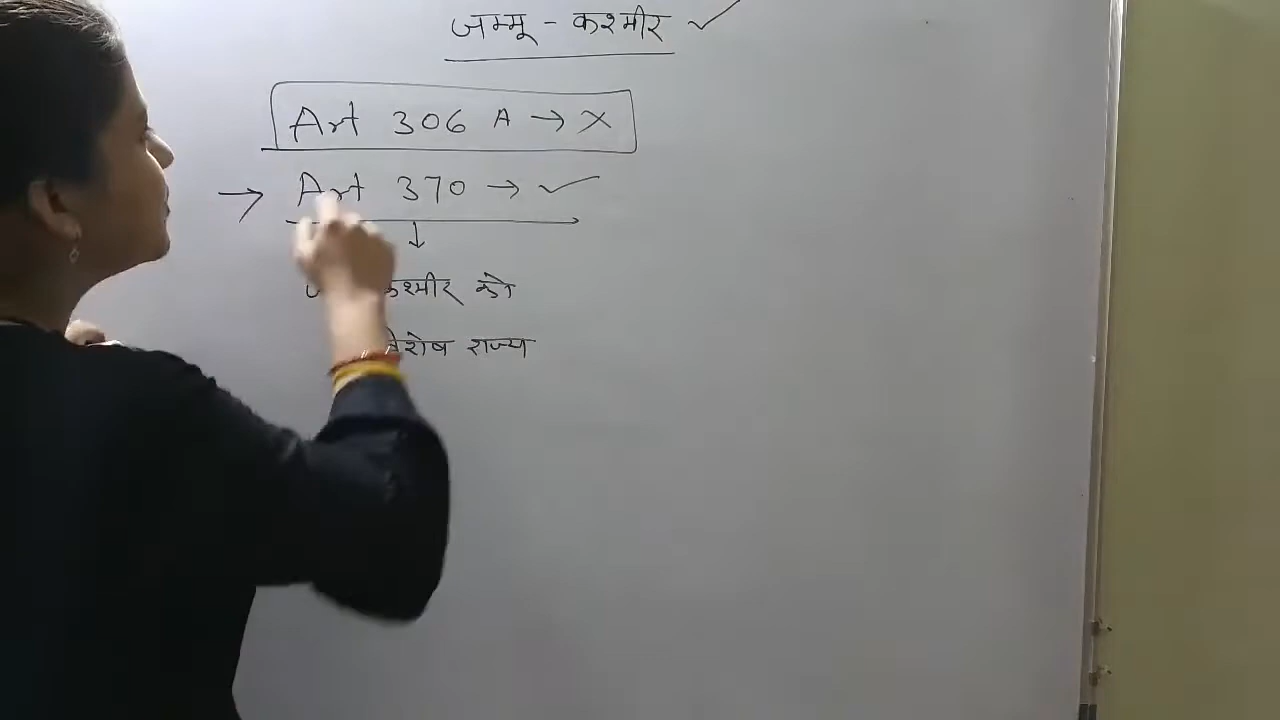 जम्मू - कश्मीर ✓
Art 306 A → X
→ Art 370 → ✓
↓
कश्मीर को
विशेष राज्य